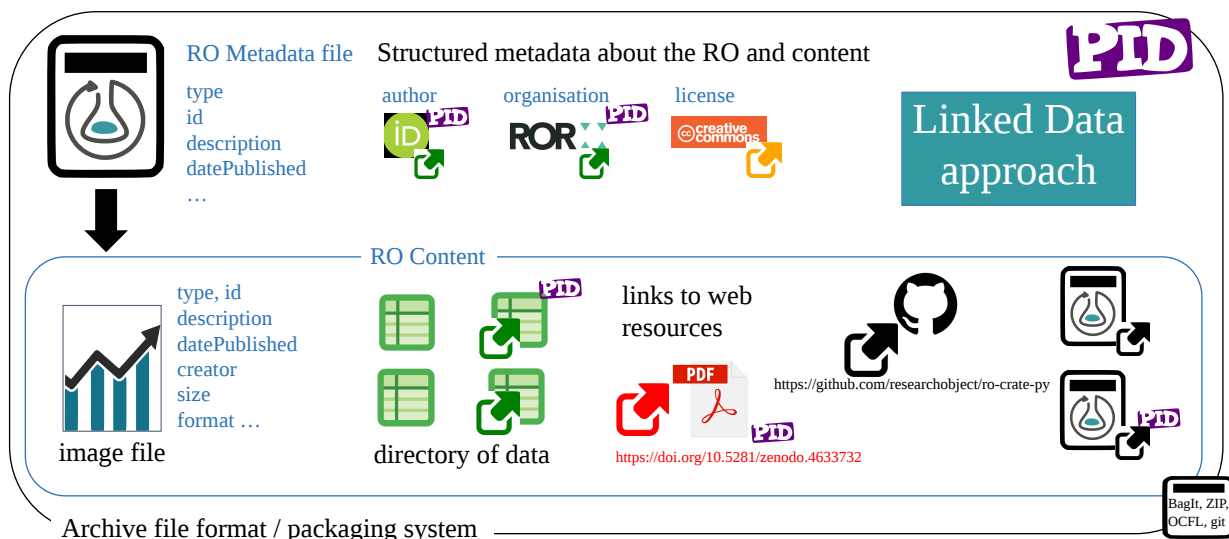 RO Metadata file
Structured metadata about the RO and content
PID
type
id
description
datePublished
…
author
iD
PID
organisation
ROR
PID
license
cc creative commons
Linked Data
approach
RO Content
type, id
description
datePublished
creator
size
format …
image file
PID
directory of data
links to web
resources
PDF
PID
https://doi.org/10.5281/zenodo.4633732
https://github.com/researchobject/ro-crate-py
PID
Archive file format / packaging system
BagIt, ZIP,
OCFL, git